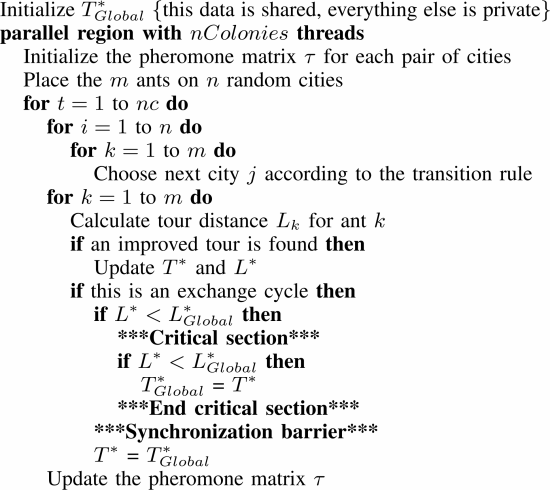 Initialize T*Global {this data is shared, everything else is private}
parallel region with nColonies threads
Initialize the pheromone matrix τ for each pair of cities
Place the m ants on n random cities
for t = 1 to nc do
for i = 1 to n do
for k = 1 to m do
Choose next city j according to the transition rule
for k = 1 to m do
Calculate tour distance Lk for ant k
if an improved tour is found then
Update T* and L*
if this is an exchange cycle then
if L* < L*Global then
***Critical section***
if L* < L*Global then
T*Global = T*
***End critical section***
***Synchronization barrier***
T* = T*Global
Update the pheromone matrix τ